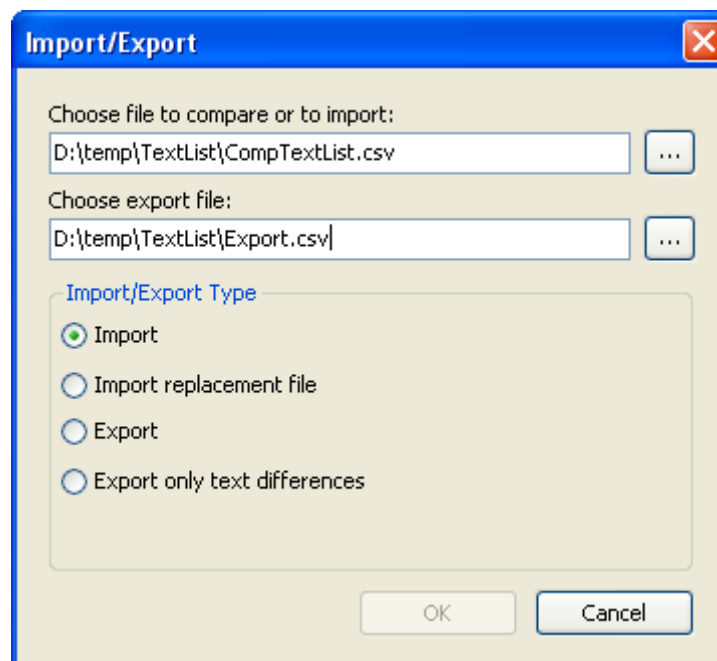 Import/Export
Choose file to compare or to import:
D:\temp\TextList\CompTextList.csv
...
Choose export file:
D:\temp\TextList\Export.csv
...
Import/Export Type
Import
Import replacement file
Export
Export only text differences
OK
Cancel